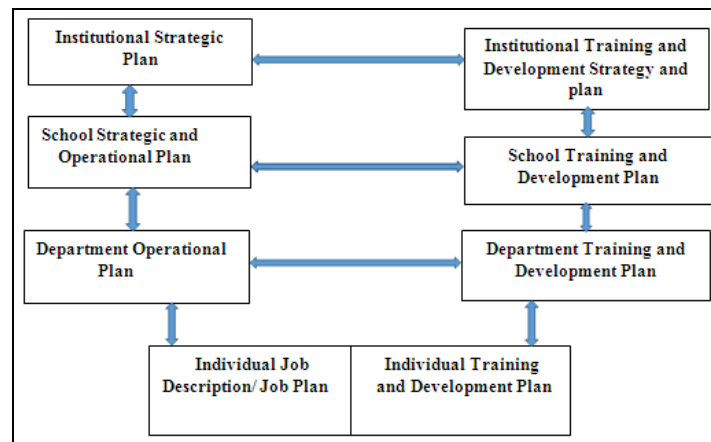 Institutional Strategic
Plan
Institutional Training and
Development Strategy and
plan
School Strategic and
Operational Plan
School Training and
Development Plan
Department Operational
Plan
Department Training and
Development Plan
Individual Job
Description/ Job Plan
Individual Training
and Development Plan